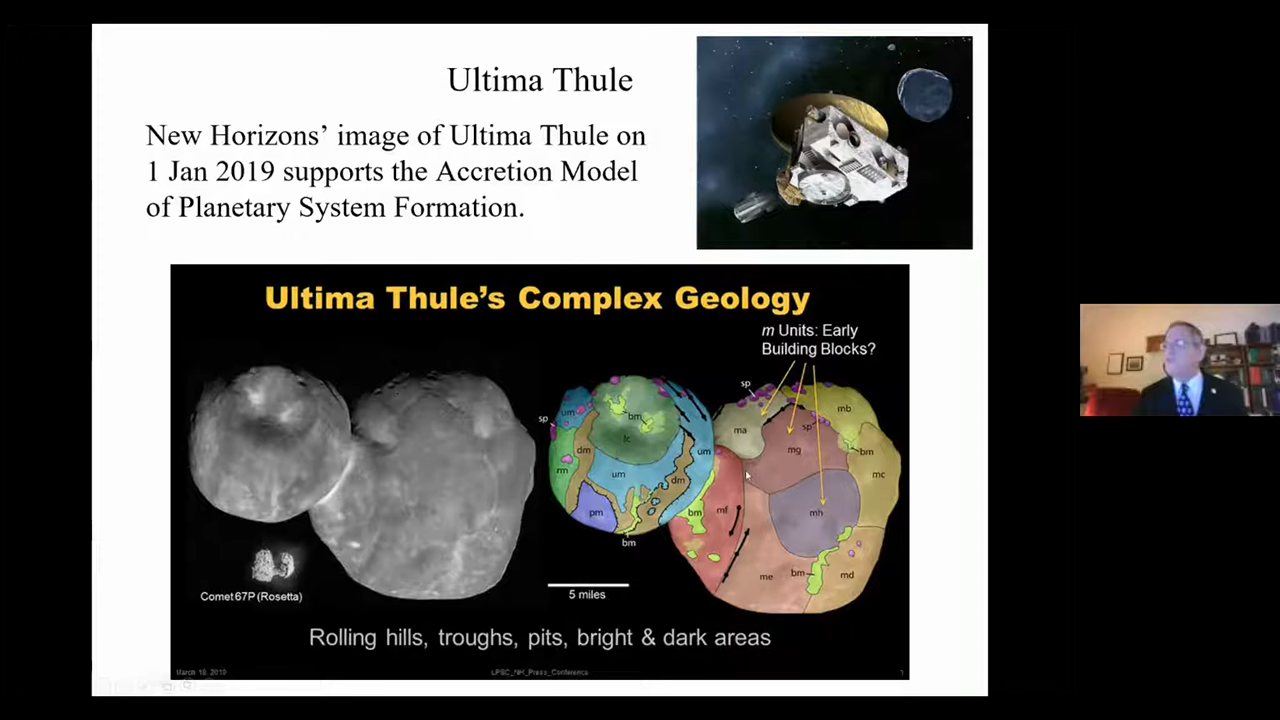 Ultima Thule
New Horizons’ image of Ultima Thule on
1 Jan 2019 supports the Accretion Model
of Planetary System Formation.
Ultima Thule's Complex Geology
m Units: Early
Building Blocks?
sp
um
bm
sp
lc
dm
um
um
rm
dm
pm
bm
bm
ma
sp
mb
mg
bm
mc
mf
mh
bm
me
bm
md
Comet 67P (Rosetta)
5 miles
Rolling hills, troughs, pits, bright & dark areas
LPSC_NH_Press_Conference
1